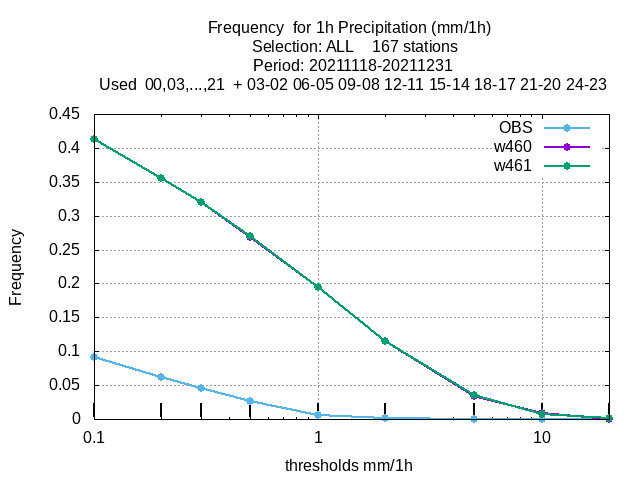 Frequency  for 1h Precipitation (mm/1h)
Selection: ALL    167 stations
Period: 20211118-20211231
Used  00,03,...,21  + 03-02 06-05 09-08 12-11 15-14 18-17 21-20 24-23
OBS
w460
w461
0.45
0.4
0.35
0.3
0.25
0.2
0.15
0.1
0.05
0
Frequency
0.1 1 10
thresholds mm/1h